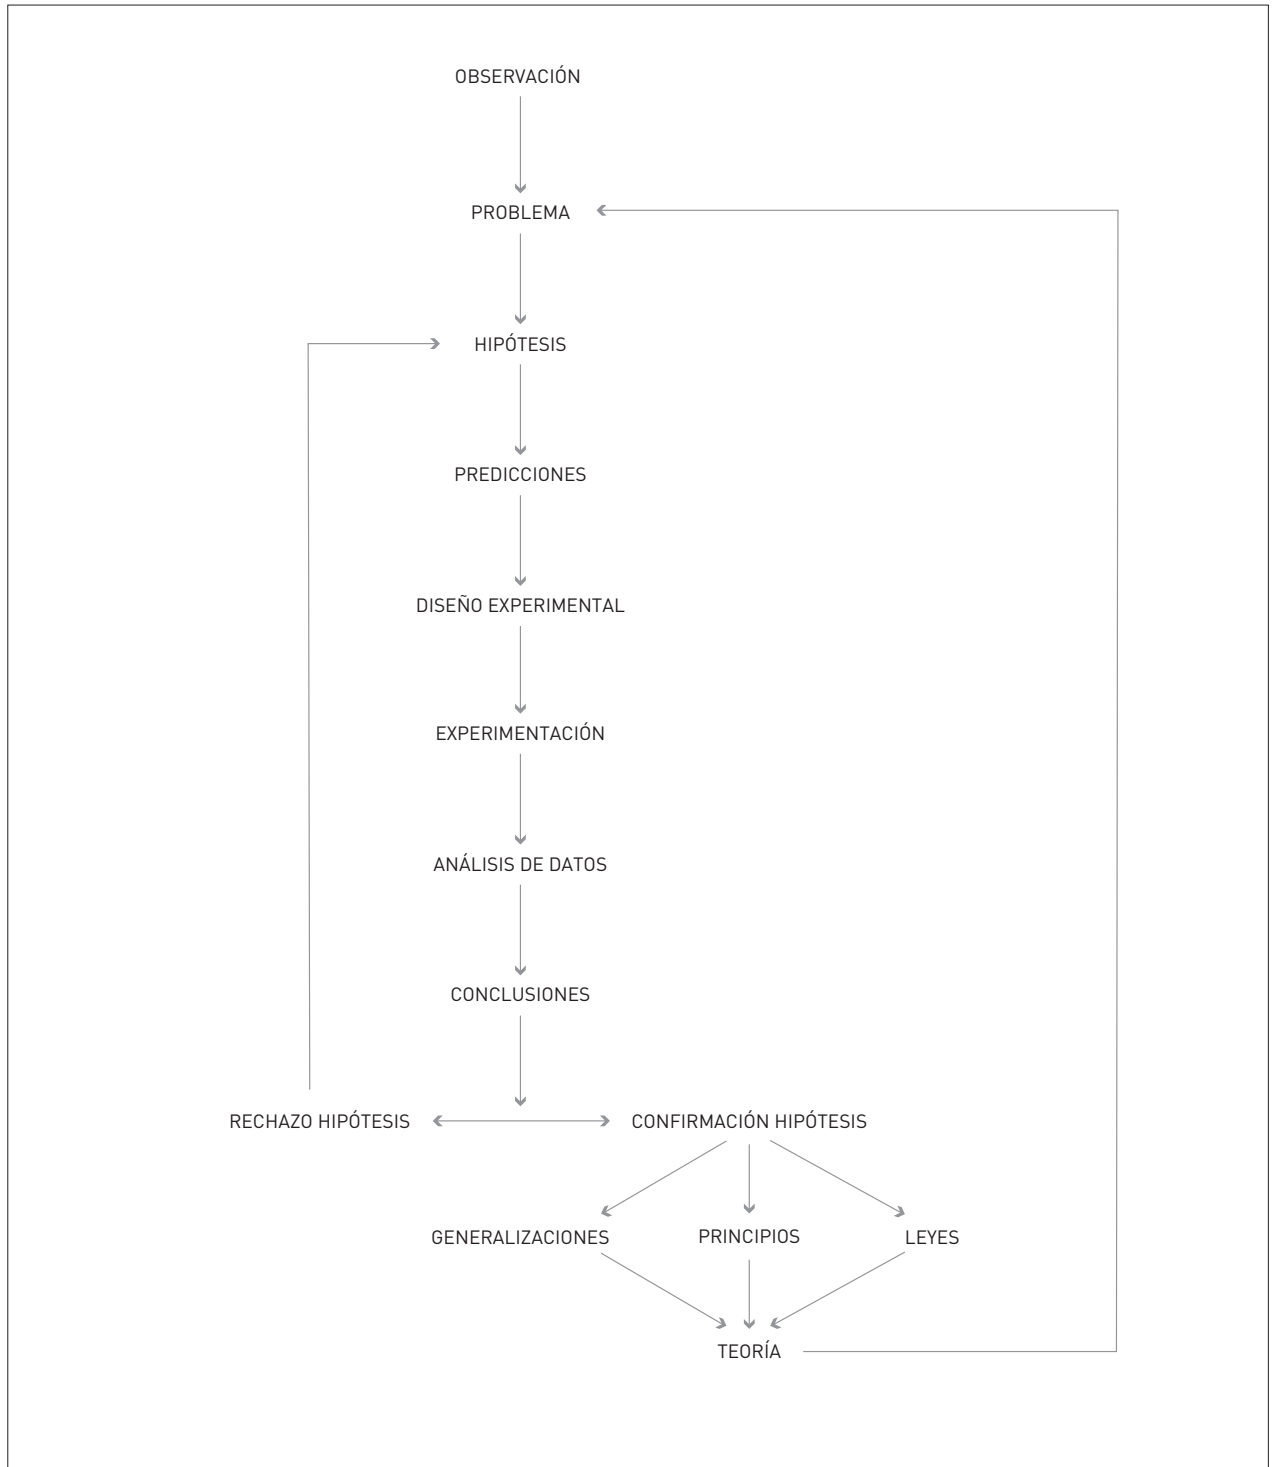 OBSERVACIÓN
PROBLEMA
HIPÓTESIS
PREDICCIONES
DISEÑO EXPERIMENTAL
EXPERIMENTACIÓN
ANÁLISIS DE DATOS
CONCLUSIONES
RECHAZO HIPÓTESIS
CONFIRMACIÓN HIPÓTESIS
GENERALIZACIONES
PRINCIPIOS
LEYES
TEORÍA